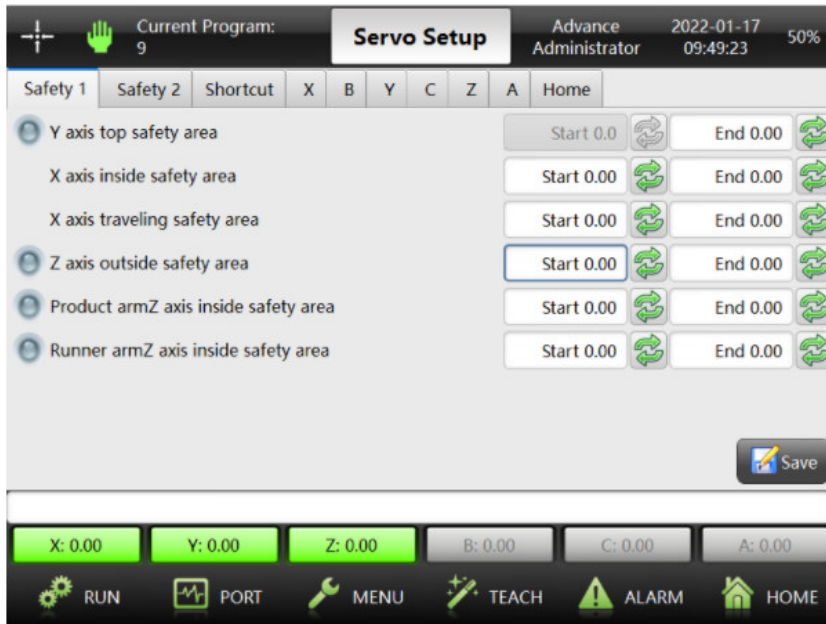 Current Program:
9
Servo Setup
Advance
Administrator
2022-01-17
09:49:23
50%
Safety 1 Safety 2 Shortcut X B Y C Z A Home
Y axis top safety area Start 0.0 End 0.00
X axis inside safety area Start 0.00 End 0.00
X axis traveling safety area Start 0.00 End 0.00
Z axis outside safety area Start 0.00 End 0.00
Product armZ axis inside safety area Start 0.00 End 0.00
Runner armZ axis inside safety area Start 0.00 End 0.00
Save
X: 0.00 Y: 0.00 Z: 0.00 B: 0.00 C: 0.00 A: 0.00
RUN PORT MENU TEACH ALARM HOME